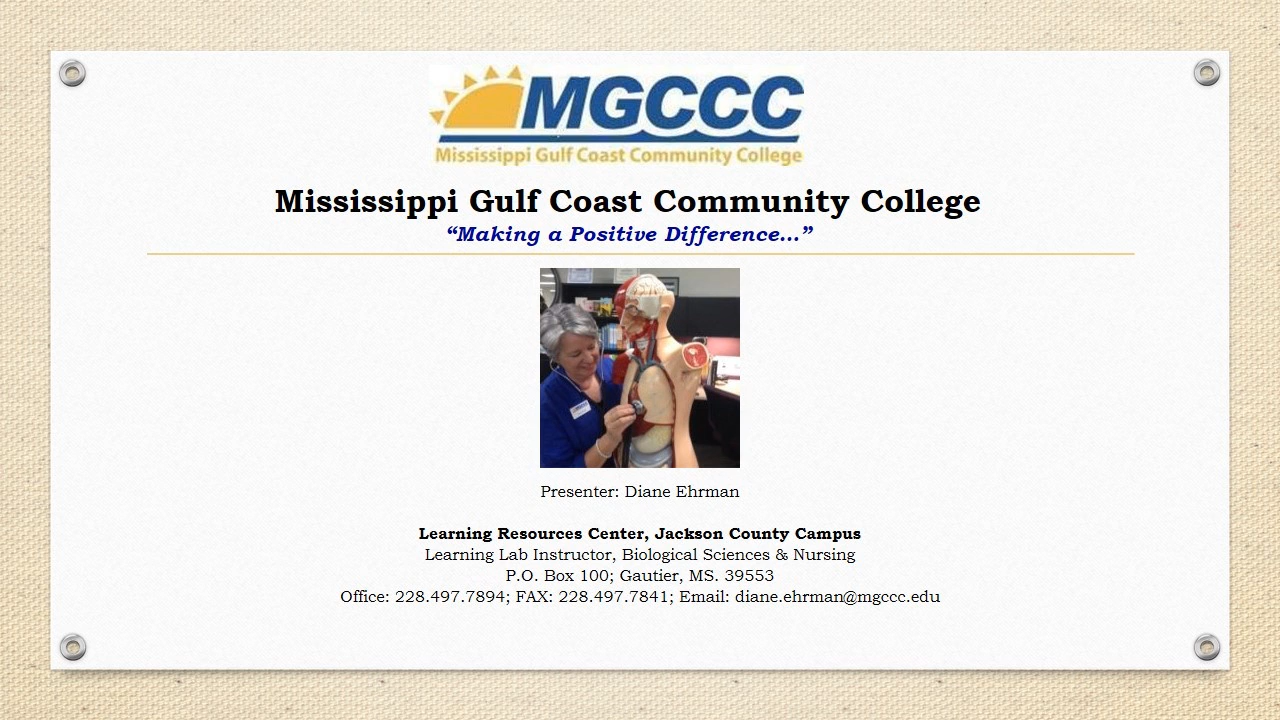 MGCCC
Mississippi Gulf Coast Community College
Mississippi Gulf Coast Community College
“Making a Positive Difference…”
Presenter: Diane Ehrman
Learning Resources Center, Jackson County Campus
Learning Lab Instructor, Biological Sciences & Nursing
P.O. Box 100; Gautier, MS. 39553
Office: 228.497.7894; FAX: 228.497.7841; Email: diane.ehrman@mgccc.edu